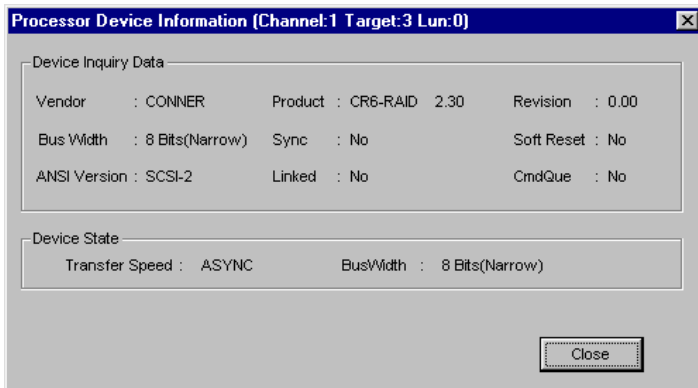 Processor Device Information (Channel:1 Target:3 Lun:0)
Device Inquiry Data
Vendor : CONNER Product : CR6-RAID 2.30 Revision : 0.00
Bus Width : 8 Bits(Narrow) Sync : No Soft Reset : No
ANSI Version : SCSI-2 Linked : No CmdQue : No
Device State
Transfer Speed : ASYNC BusWidth : 8 Bits(Narrow)
Close